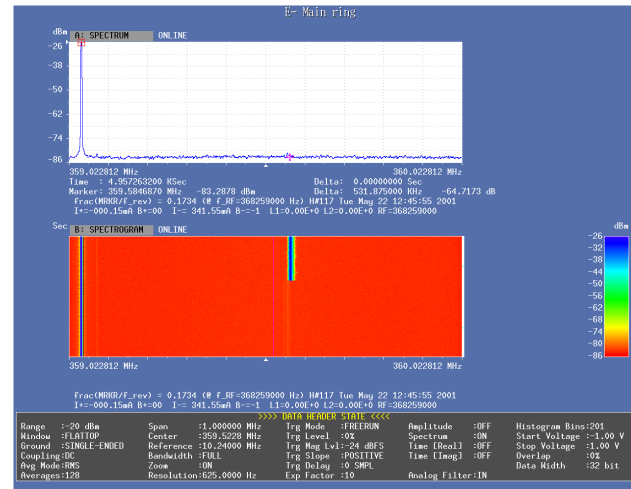 E- Main ring
dBm
A: SPECTRUM ONLINE
-26
-38
-50
-62
-74
-86
359.022812 MHz 360.022812 MHz
Time : 4.957263200 KSec Delta: 0.00000000 Sec
Marker: 359.5846870 MHz -83.2878 dBm Delta: 531.875000 KHz -64.7173 dB
frac(MRKR/f_rev) = 0.1734 (@ f_RF=368259000 Hz) H#117 Tue May 22 12:45:55 2001
I+=-000.15mA B+=00 I-= 341.55mA B-=-1 L1=0.00E+0 L2=0.00E+0 RF=368259000
Sec B: SPECTROGRAM ONLINE dBm
-26
-32
-38
-44
-50
-56
-62
-68
-74
-80
-86
359.022812 MHz 360.022812 MHz
frac(MRKR/f_rev) = 0.1734 (@ f_RF=368259000 Hz) H#117 Tue May 22 12:45:55 2001
I+=-000.15mA B+=00 I-= 341.55mA B-=-1 L1=0.00E+0 L2=0.00E+0 RF=368259000
>>>> DATA HEADER STATE <<<<
Range :-20 dBm Span :1.000000 MHz Trg Mode :FREERUN Amplitude :OFF Histogram Bins:201
Window :FLATTOP Center :359.5228 MHz Trg Level :0% Spectrum :ON Start Voltage :-1.00 V
Ground :SINGLE-ENDED Reference :10.24000 MHz Trg Mag Lvl:-24 dBFS Time [Real] :OFF Stop Voltage :1.00 V
Coupling:DC Bandwidth :FULL Trg Slope :POSITIVE Time [Imag] :OFF Overlap :0%
Avg Mode:RMS Zoom :ON Trg Delay :0 SMPL Data Width :32 bit
Averages:128 Resolution:625.0000 Hz Exp Factor :10 Analog Filter:IN